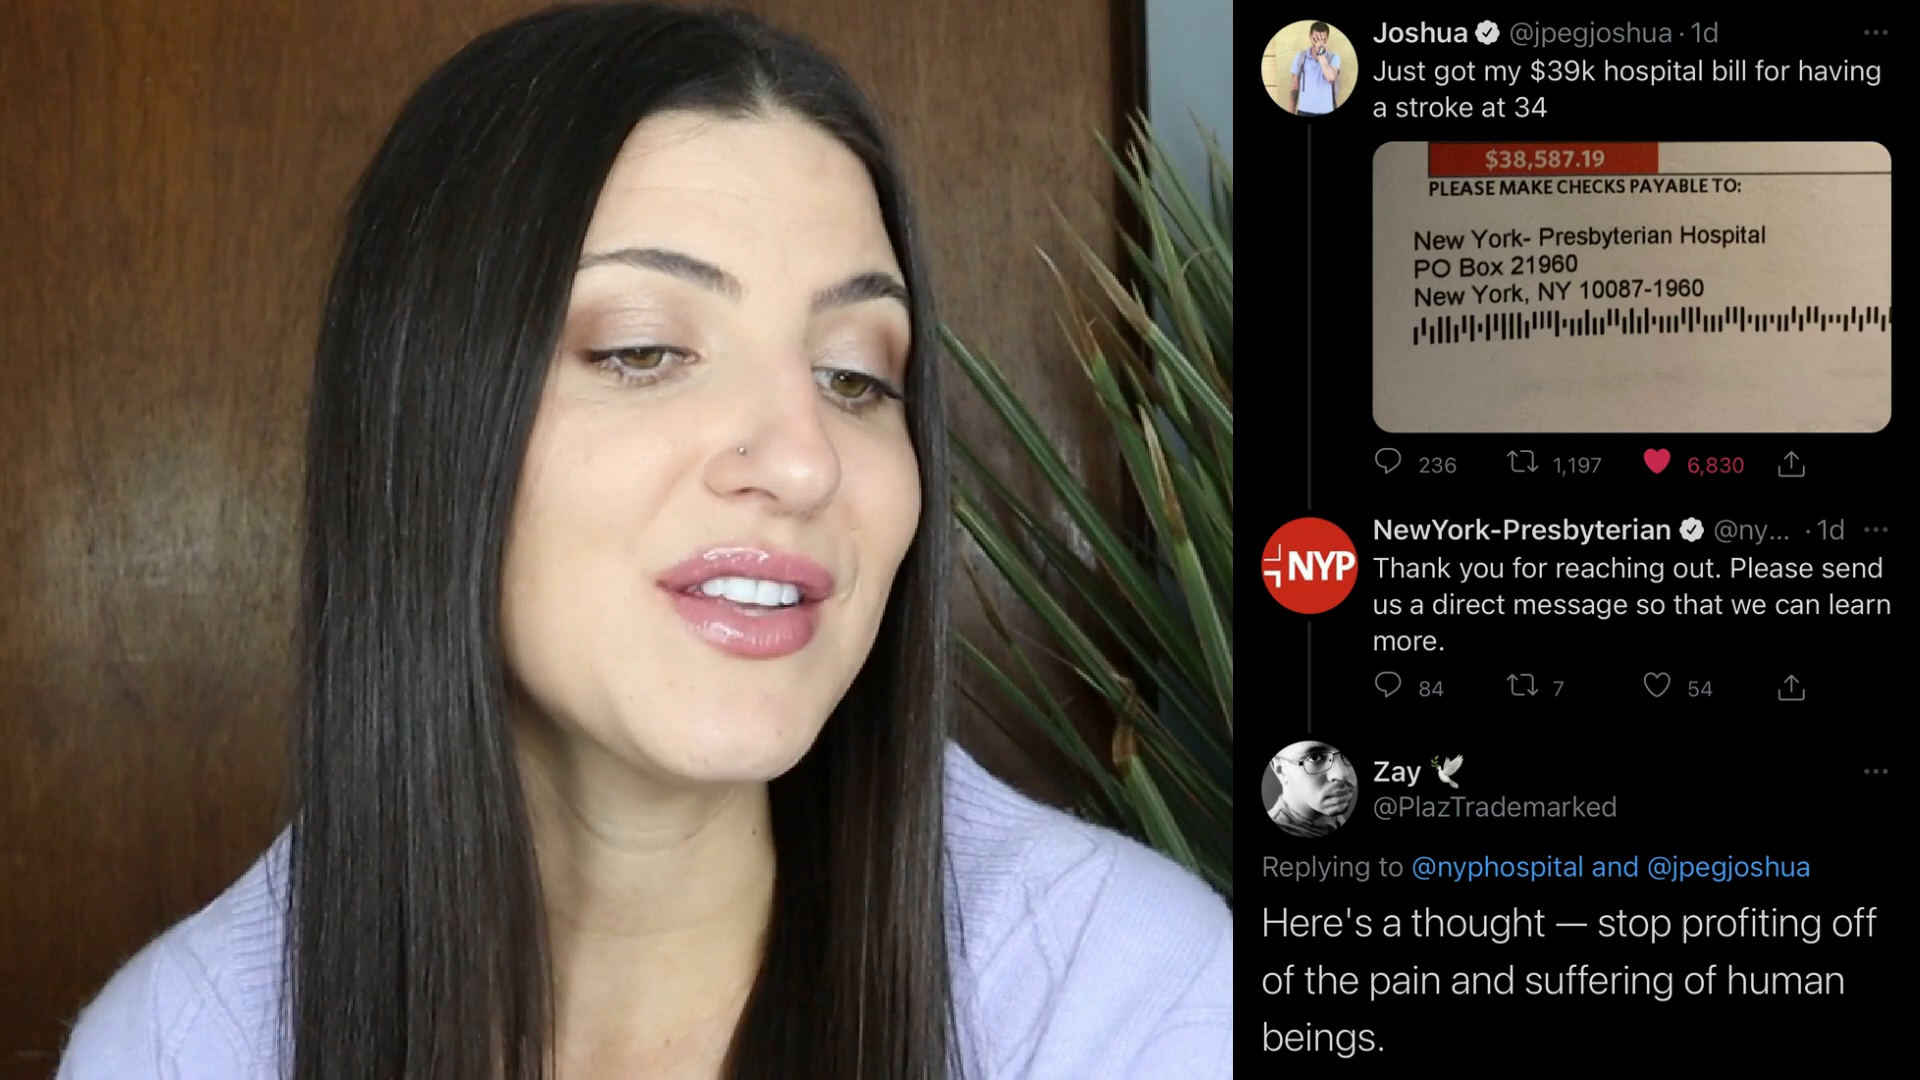 Joshua @jpegjoshua · 1d
Just got my $39k hospital bill for having
a stroke at 34
$38,587.19
PLEASE MAKE CHECKS PAYABLE TO:
New York- Presbyterian Hospital
PO Box 21960
New York, NY 10087-1960
236 1,197 6,830
NewYork-Presbyterian @ny... · 1d
NYP
Thank you for reaching out. Please send
us a direct message so that we can learn
more.
84 7 54
Zay 🕊️
@PlazTrademarked
Replying to @nyphospital and @jpegjoshua
Here's a thought — stop profiting off
of the pain and suffering of human
beings.